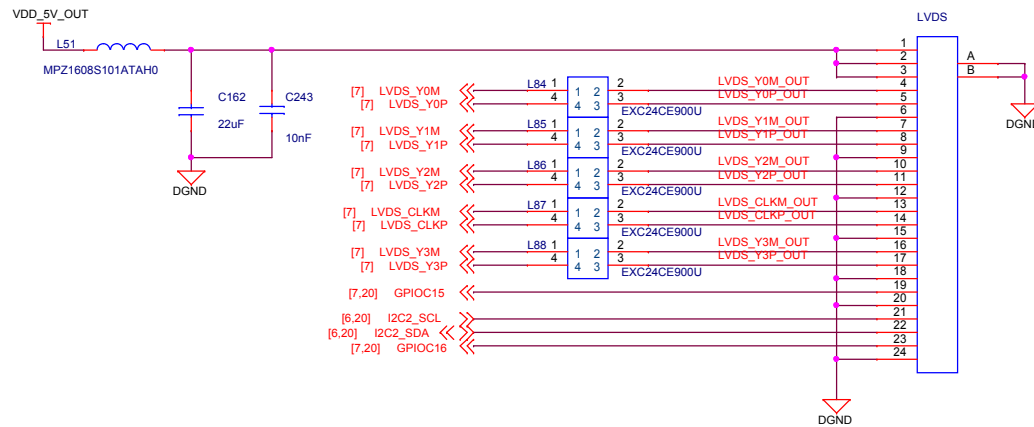 VDD_5V_OUT
LVDS
L51
MPZ1608S101ATAH0
C162
22uF
C243
10nF
DGND
[7] LVDS_Y0M L84 1 1 2 2 LVDS_Y0M_OUT
[7] LVDS_Y0P 4 4 3 3 LVDS_Y0P_OUT
EXC24CE900U
[7] LVDS_Y1M L85 1 1 2 2 LVDS_Y1M_OUT
[7] LVDS_Y1P 4 4 3 3 LVDS_Y1P_OUT
EXC24CE900U
[7] LVDS_Y2M L86 1 1 2 2 LVDS_Y2M_OUT
[7] LVDS_Y2P 4 4 3 3 LVDS_Y2P_OUT
EXC24CE900U
[7] LVDS_CLKM L87 1 1 2 2 LVDS_CLKM_OUT
[7] LVDS_CLKP 4 4 3 3 LVDS_CLKP_OUT
EXC24CE900U
[7] LVDS_Y3M L88 1 1 2 2 LVDS_Y3M_OUT
[7] LVDS_Y3P 4 4 3 3 LVDS_Y3P_OUT
EXC24CE900U
[7,20] GPIOC15
[6,20] I2C2_SCL
[6,20] I2C2_SDA
[7,20] GPIOC16
1
2
3
4
5
6
7
8
9
10
11
12
13
14
15
16
17
18
19
20
21
22
23
24
A
B
DGND
DGND